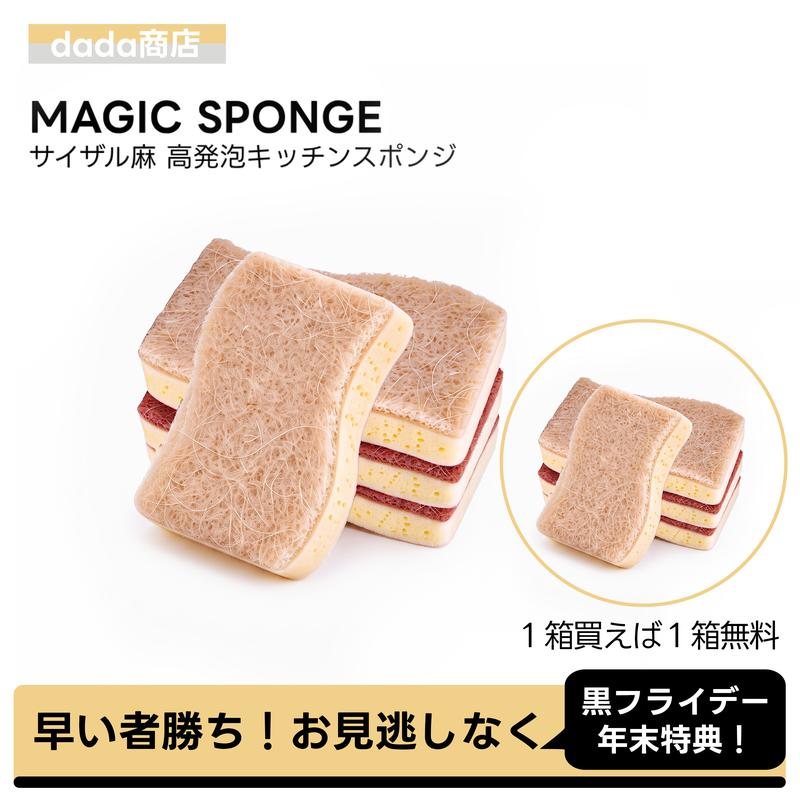 dada商店
MAGIC SPONGE
サイザル麻 高発泡キッチンスポンジ
1箱買えば1箱無料
早い者勝ち！お見逃しなく
黒フライデー
年末特典！